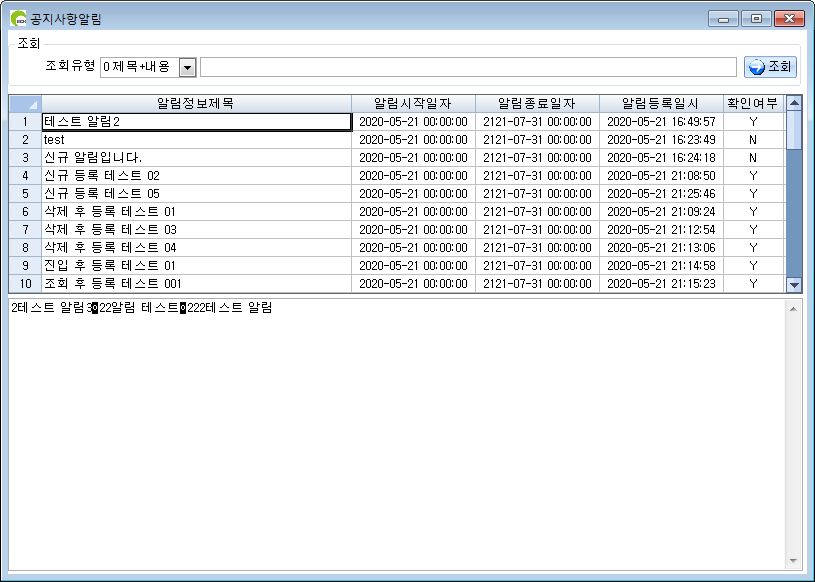 공지사항알림
조회
조회유형 0 제목+내용 조회
알림정보제목 알림시작일자 알림종료일자 알림등록일시 확인여부
1 테스트 알림2 2020-05-21 00:00:00 2121-07-31 00:00:00 2020-05-21 16:49:57 Y
2 test 2020-05-21 00:00:00 2121-07-31 00:00:00 2020-05-21 16:23:49 N
3 신규 알림입니다. 2020-05-21 00:00:00 2121-07-31 00:00:00 2020-05-21 16:24:18 N
4 신규 등록 테스트 02 2020-05-21 00:00:00 2121-07-31 00:00:00 2020-05-21 21:08:50 Y
5 신규 등록 테스트 05 2020-05-21 00:00:00 2121-07-31 00:00:00 2020-05-21 21:25:46 Y
6 삭제 후 등록 테스트 01 2020-05-21 00:00:00 2121-07-31 00:00:00 2020-05-21 21:09:24 Y
7 삭제 후 등록 테스트 03 2020-05-21 00:00:00 2121-07-31 00:00:00 2020-05-21 21:12:54 Y
8 삭제 후 등록 테스트 04 2020-05-21 00:00:00 2121-07-31 00:00:00 2020-05-21 21:13:06 Y
9 진입 후 등록 테스트 01 2020-05-21 00:00:00 2121-07-31 00:00:00 2020-05-21 21:14:58 Y
10 조회 후 등록 테스트 001 2020-05-21 00:00:00 2121-07-31 00:00:00 2020-05-21 21:15:23 Y
2테스트 알림3 22알림 테스트 222테스트 알림